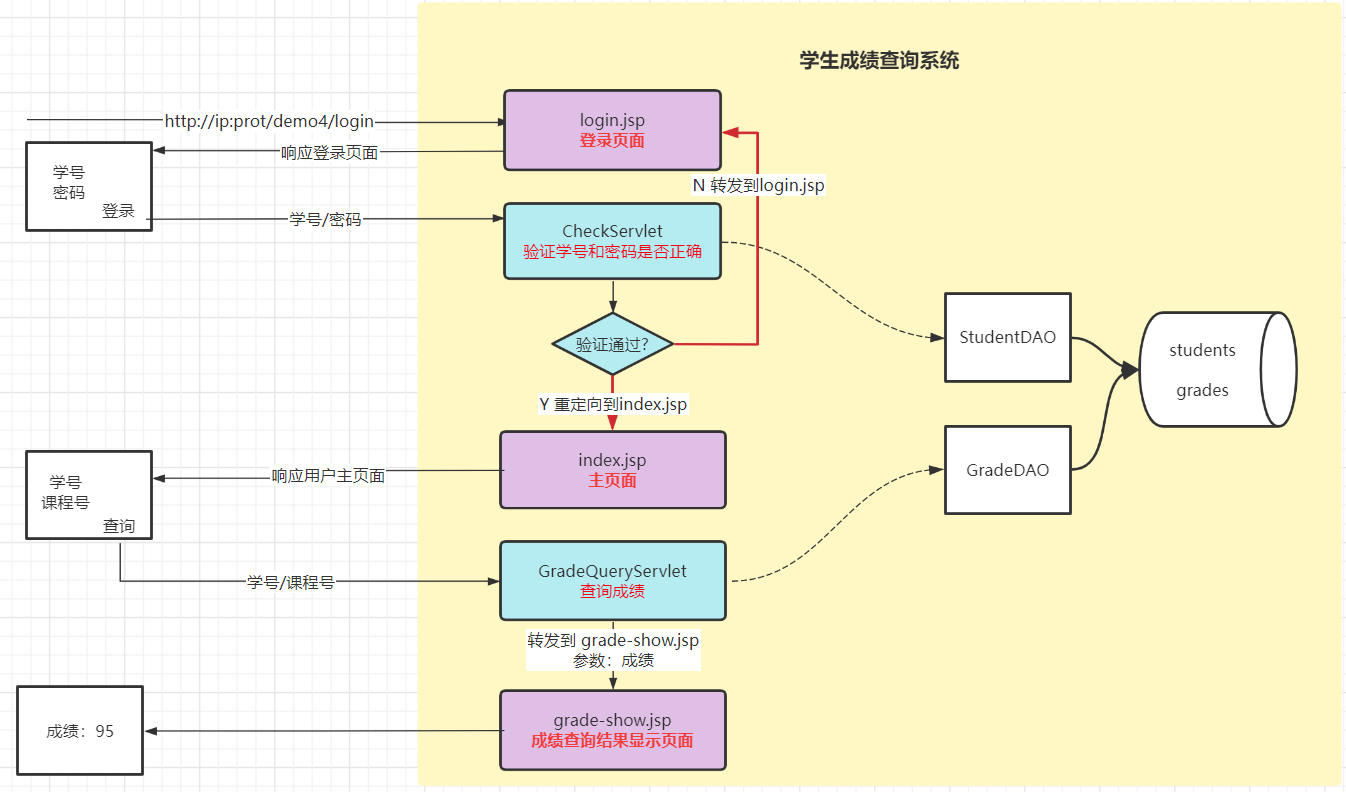 学生成绩查询系统
http://ip:prot/demo4/login
login.jsp
登录页面
响应登录页面
学号
密码
登录
N 转发到login.jsp
学号/密码
CheckServlet
验证学号和密码是否正确
StudentDAO
验证通过?
students
grades
Y 重定向到index.jsp
index.jsp
主页面
响应用户主页面
GradeDAO
学号
课程号
查询
GradeQueryServlet
查询成绩
学号/课程号
转发到 grade-show.jsp
参数：成绩
grade-show.jsp
成绩查询结果显示页面
成绩：95